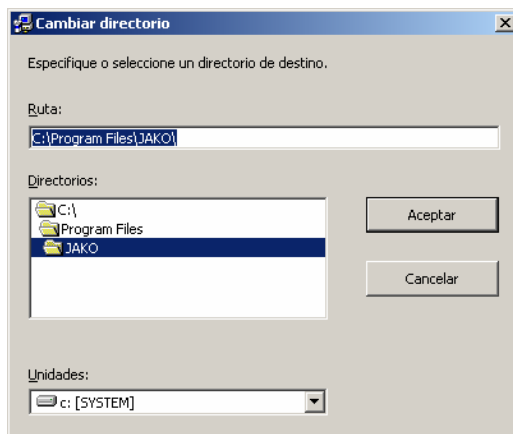 Cambiar directorio
Especifique o seleccione un directorio de destino.
Ruta:
C:\Program Files\JAKO\
Directorios:
C:\
Program Files
JAKO
Aceptar
Cancelar
Unidades:
c: [SYSTEM]